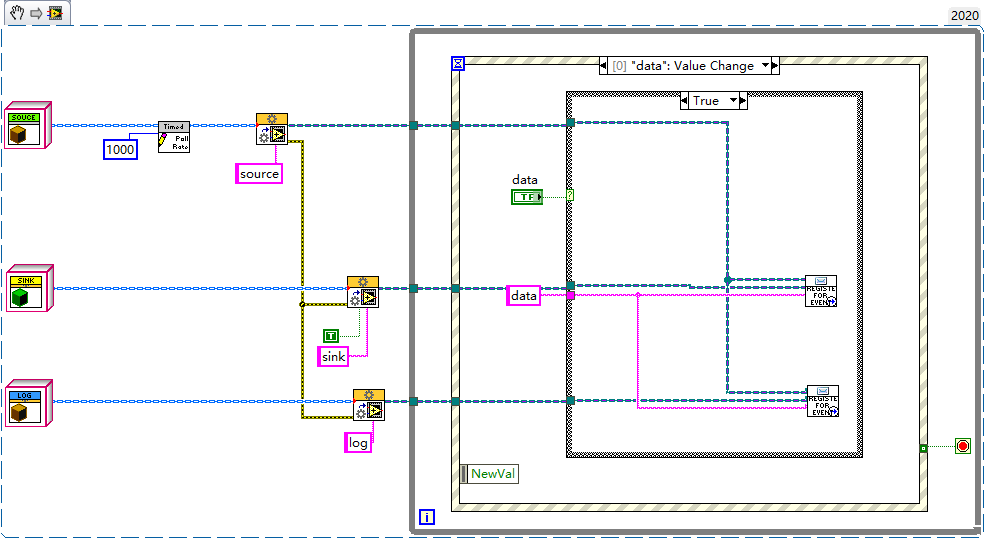 2020
[0] "data": Value Change
True
SOUCE
Timed
Poll
Rate
1000
source
data
TF
?
SINK
data
REGISTE
FOR
EVENT
T
sink
LOG
REGISTE
FOR
EVENT
log
NewVal
i